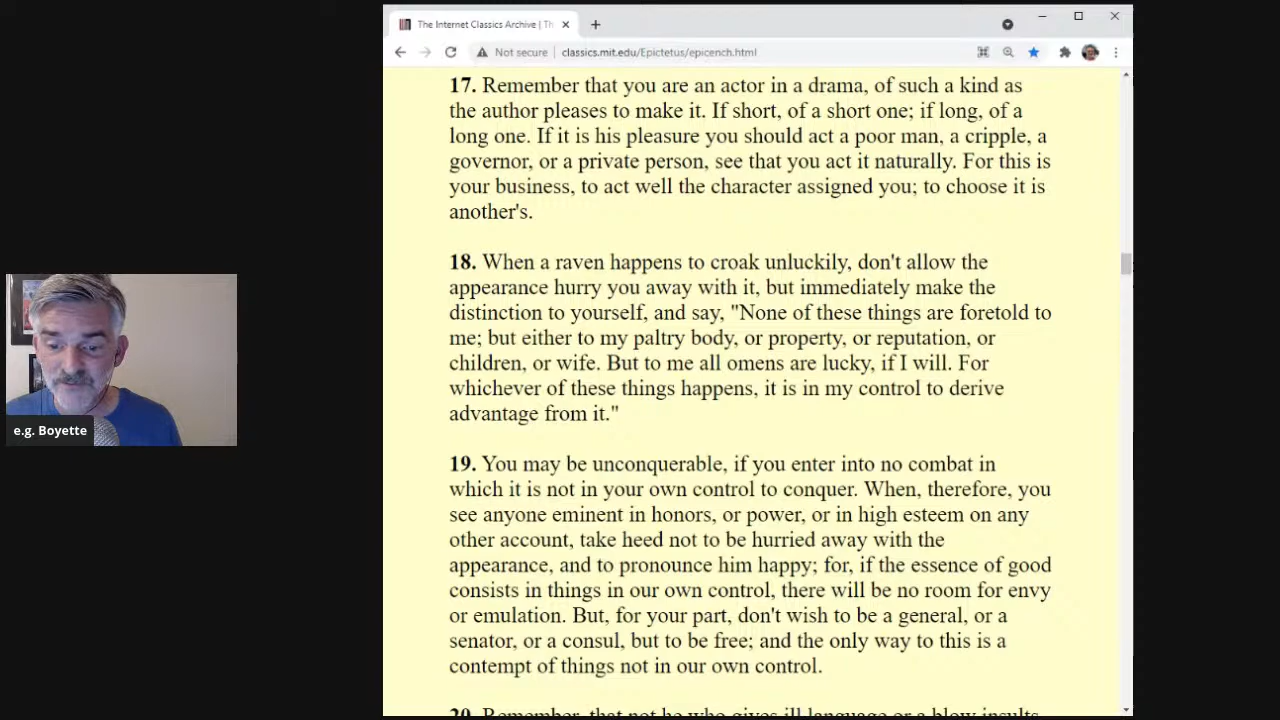 The Internet Classics Archive | Th
Not secure | classics.mit.edu/Epictetus/epicench.html
17. Remember that you are an actor in a drama, of such a kind as
the author pleases to make it. If short, of a short one; if long, of a
long one. If it is his pleasure you should act a poor man, a cripple, a
governor, or a private person, see that you act it naturally. For this is
your business, to act well the character assigned you; to choose it is
another's.
18. When a raven happens to croak unluckily, don't allow the
appearance hurry you away with it, but immediately make the
distinction to yourself, and say, "None of these things are foretold to
me; but either to my paltry body, or property, or reputation, or
children, or wife. But to me all omens are lucky, if I will. For
whichever of these things happens, it is in my control to derive
advantage from it."
19. You may be unconquerable, if you enter into no combat in
which it is not in your own control to conquer. When, therefore, you
see anyone eminent in honors, or power, or in high esteem on any
other account, take heed not to be hurried away with the
appearance, and to pronounce him happy; for, if the essence of good
consists in things in our own control, there will be no room for envy
or emulation. But, for your part, don't wish to be a general, or a
senator, or a consul, but to be free; and the only way to this is a
contempt of things not in our own control.
20. Remember, that not he who gives ill language or a blow insults
e.g. Boyette